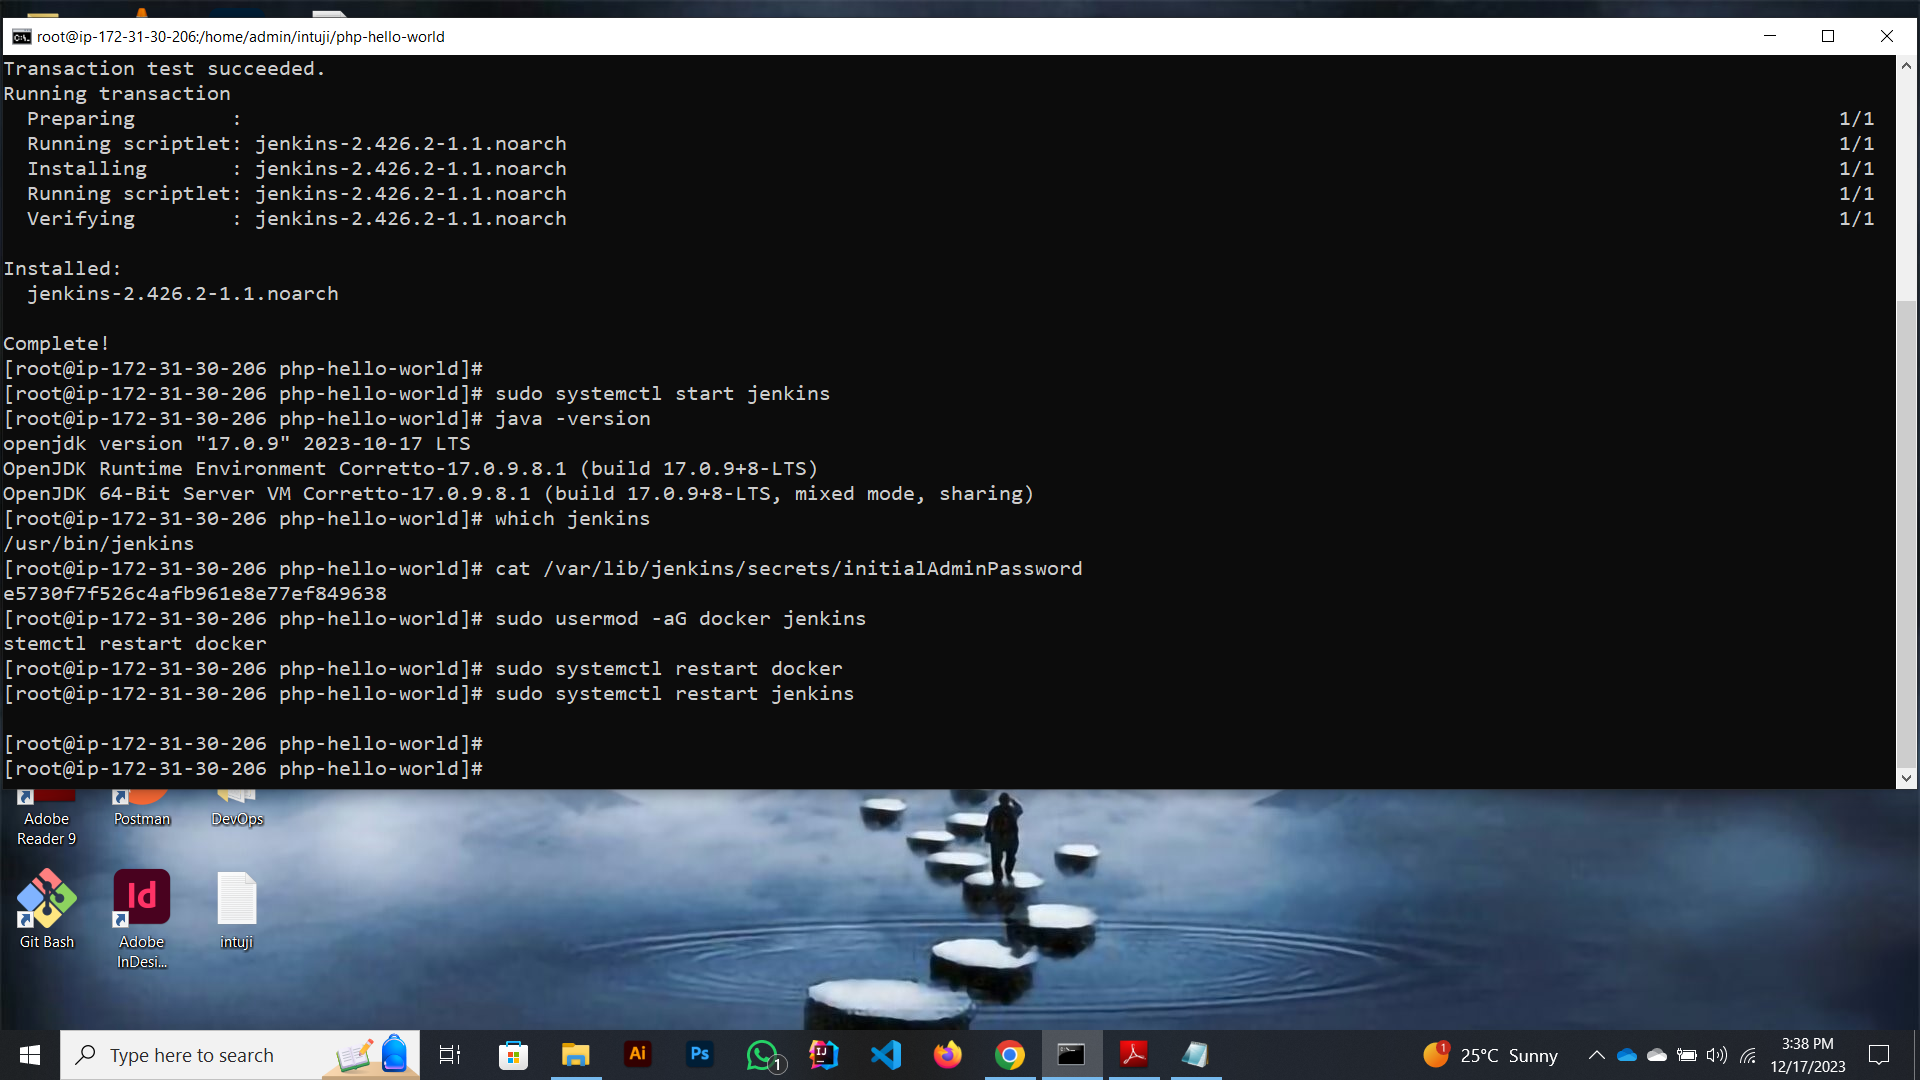 root@ip-172-31-30-206:/home/admin/intuji/php-hello-world
Transaction test succeeded.
Running transaction
  Preparing        :                                                                 1/1
  Running scriptlet: jenkins-2.426.2-1.1.noarch                                      1/1
  Installing       : jenkins-2.426.2-1.1.noarch                                      1/1
  Running scriptlet: jenkins-2.426.2-1.1.noarch                                      1/1
  Verifying        : jenkins-2.426.2-1.1.noarch                                      1/1
Installed:
  jenkins-2.426.2-1.1.noarch
Complete!
[root@ip-172-31-30-206 php-hello-world]#
[root@ip-172-31-30-206 php-hello-world]# sudo systemctl start jenkins
[root@ip-172-31-30-206 php-hello-world]# java -version
openjdk version "17.0.9" 2023-10-17 LTS
OpenJDK Runtime Environment Corretto-17.0.9.8.1 (build 17.0.9+8-LTS)
OpenJDK 64-Bit Server VM Corretto-17.0.9.8.1 (build 17.0.9+8-LTS, mixed mode, sharing)
[root@ip-172-31-30-206 php-hello-world]# which jenkins
/usr/bin/jenkins
[root@ip-172-31-30-206 php-hello-world]# cat /var/lib/jenkins/secrets/initialAdminPassword
e5730f7f526c4afb961e8e77ef849638
[root@ip-172-31-30-206 php-hello-world]# sudo usermod -aG docker jenkins
stemctl restart docker
[root@ip-172-31-30-206 php-hello-world]# sudo systemctl restart docker
[root@ip-172-31-30-206 php-hello-world]# sudo systemctl restart jenkins
[root@ip-172-31-30-206 php-hello-world]#
[root@ip-172-31-30-206 php-hello-world]#
Adobe Reader 9
Postman
DevOps
Git Bash
Id
Adobe InDesi...
intuji
Type here to search
Ai
Ps
1
IJ
1
25°C Sunny
3:38 PM
12/17/2023